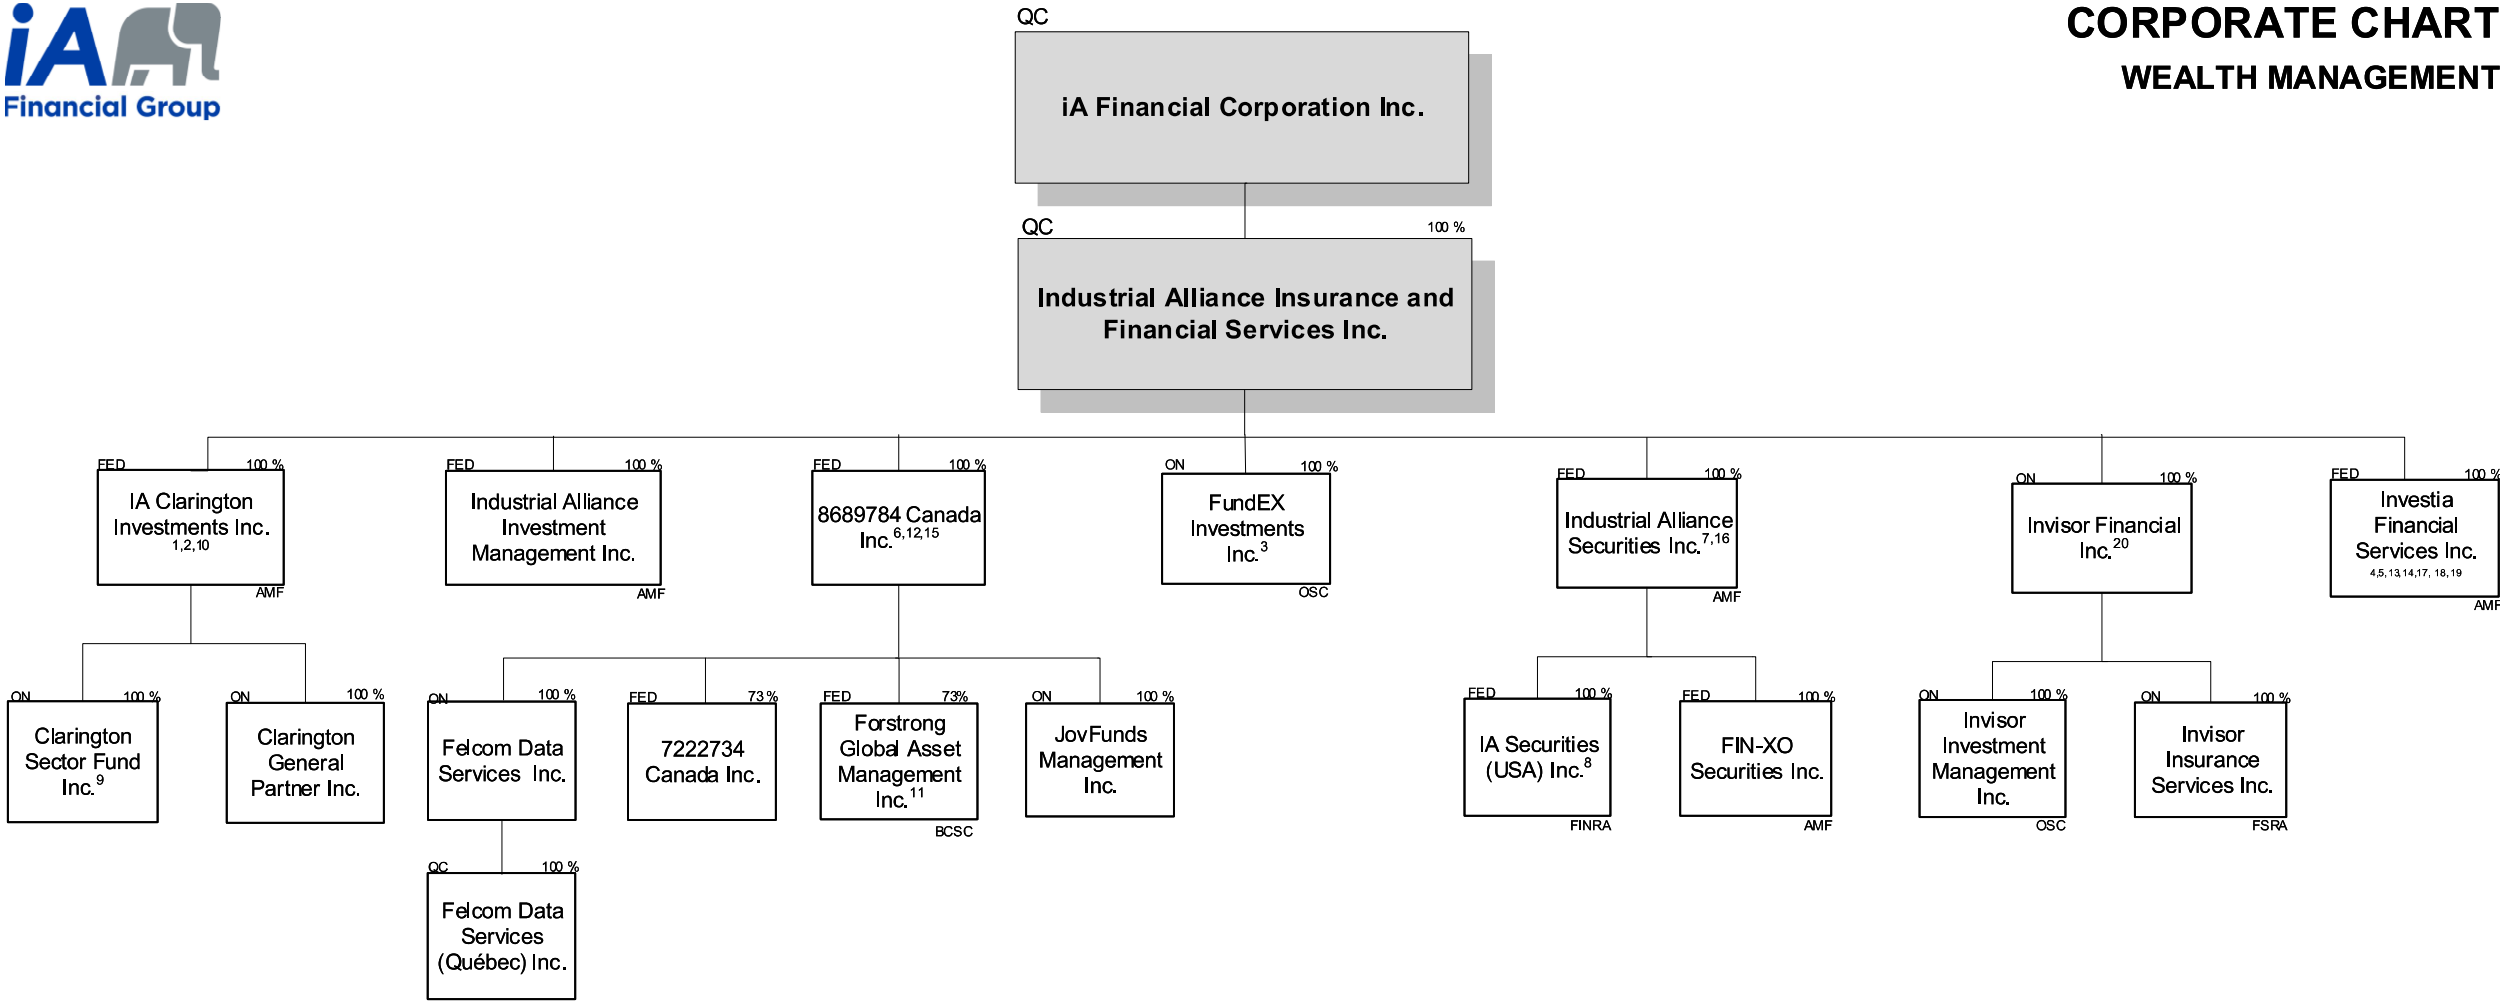 iA
Financial Group
CORPORATE CHART
WEALTH MANAGEMENT
QC
iA Financial Corporation Inc.
QC 100 %
Industrial Alliance Insurance and
Financial Services Inc.
FED 100 %
IA Clarington
Investments Inc.
1,2,10
AMF
FED 100 %
Industrial Alliance
Investment
Management Inc.
AMF
FED 100 %
8689784 Canada
Inc.6,12,15
ON 100 %
FundEX
Investments
Inc.3
OSC
FED 100 %
Industrial Alliance
Securities Inc.7,16
AMF
ON 100 %
Invisor Financial
Inc.20
FED 100 %
Investia
Financial
Services Inc.
4,5,13,14,17, 18, 19
AMF
ON 100 %
Clarington
Sector Fund
Inc.9
ON 100 %
Clarington
General
Partner Inc.
ON 100 %
Felcom Data
Services Inc.
FED 73 %
7222734
Canada Inc.
FED 73%
Forstrong
Global Asset
Management
Inc.11
BCSC
ON 100 %
JovFunds
Management
Inc.
FED 100 %
IA Securities
(USA) Inc.8
FINRA
FED 100 %
FIN-XO
Securities Inc.
AMF
ON 100 %
Invisor
Investment
Management
Inc.
OSC
ON 100 %
Invisor
Insurance
Services Inc.
FSRA
QC 100 %
Felcom Data
Services
(Québec) Inc.